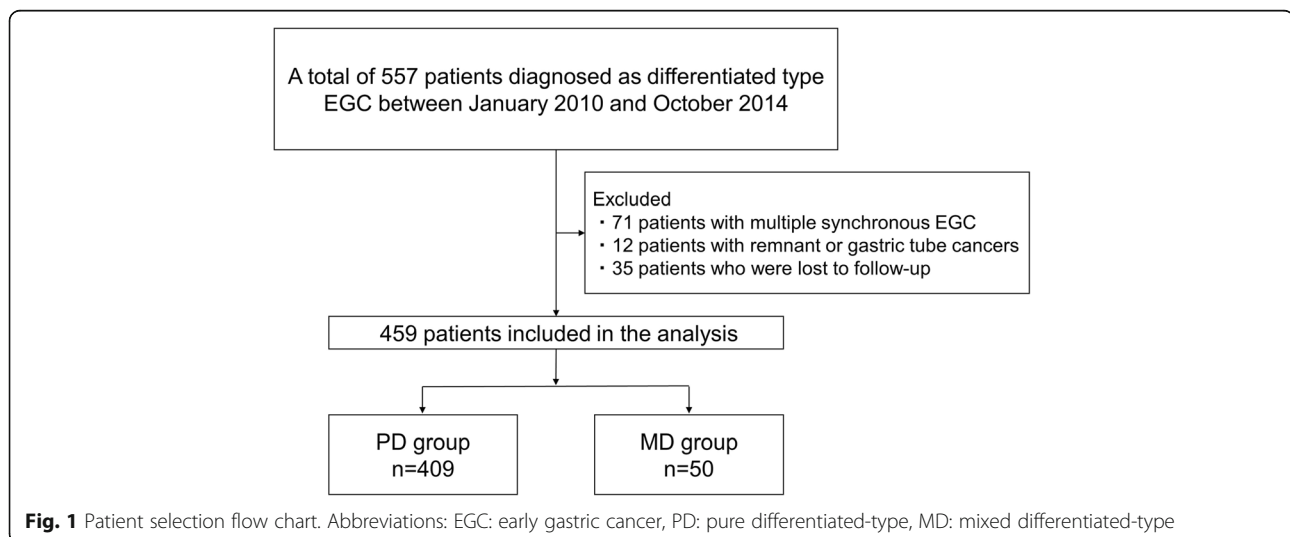 A total of 557 patients diagnosed as differentiated type
EGC between January 2010 and October 2014
Excluded
・71 patients with multiple synchronous EGC
・12 patients with remnant or gastric tube cancers
・35 patients who were lost to follow-up
459 patients included in the analysis
PD group
n=409
MD group
n=50
Fig. 1 Patient selection flow chart. Abbreviations: EGC: early gastric cancer, PD: pure differentiated-type, MD: mixed differentiated-type